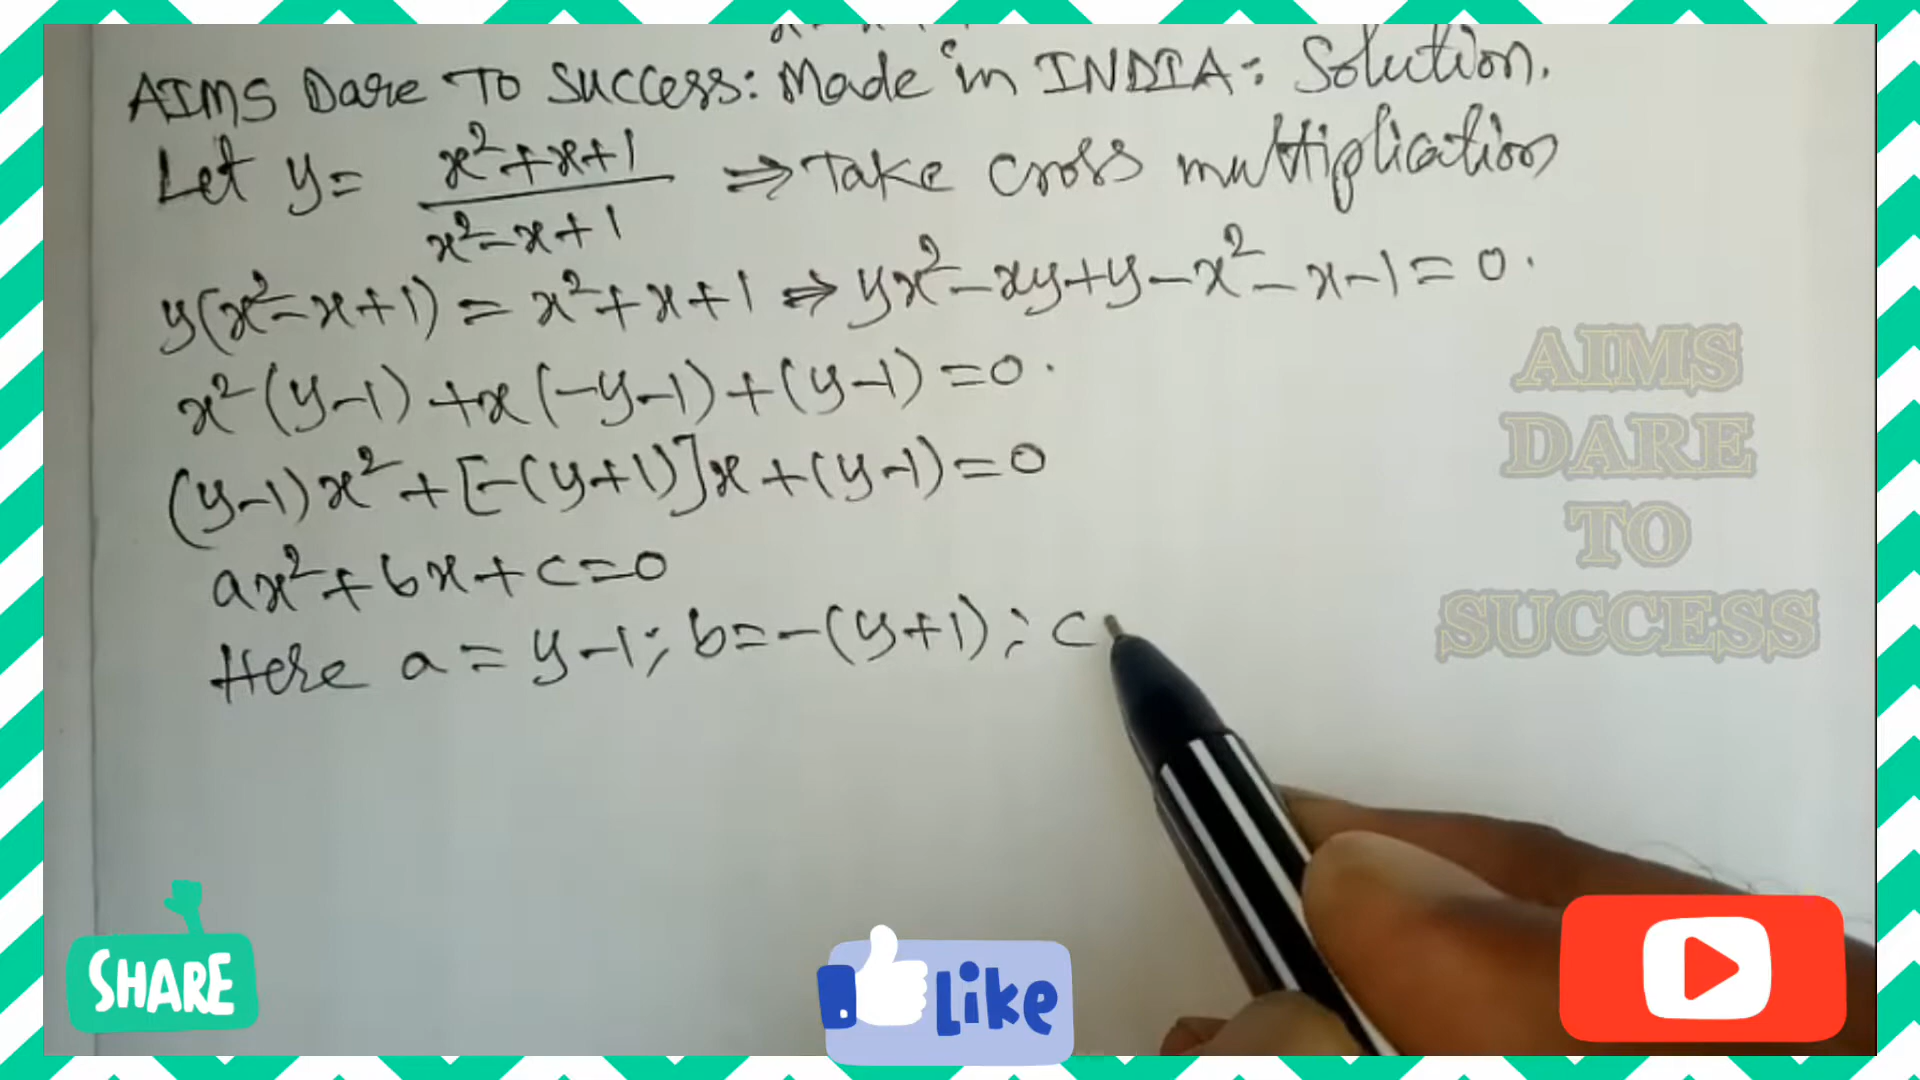 AIMS Dare To Success: Made in INDIA: Solution.
Let y = x²+x+1 / x²-x+1 ⇒ Take cross multiplication
y(x²-x+1) = x²+x+1 ⇒ yx²-xy+y-x²-x-1=0.
x²(y-1)+x(-y-1)+(y-1)=0.
(y-1)x²+[-(y+1)]x+(y-1)=0
ax²+bx+c=0
Here a = y-1; b=-(y+1); c
AIMS
DARE
TO
SUCCESS
SHARE
Like